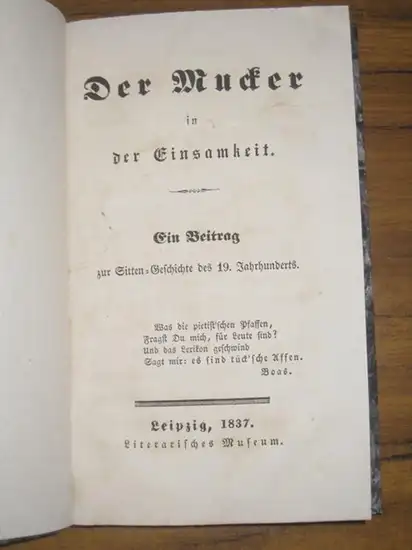 Der Mucker
in
der Einsamkeit.
Ein Beitrag
zur Sitten-Geschichte des 19. Jahrhunderts.
Was die pietist'schen Pfaffen,
Fragst Du mich, für Leute sind?
Und das Lexikon geschwind
Sagt mir: es sind tück'sche Affen.
Boas.
Leipzig, 1837.
Literarisches Museum.